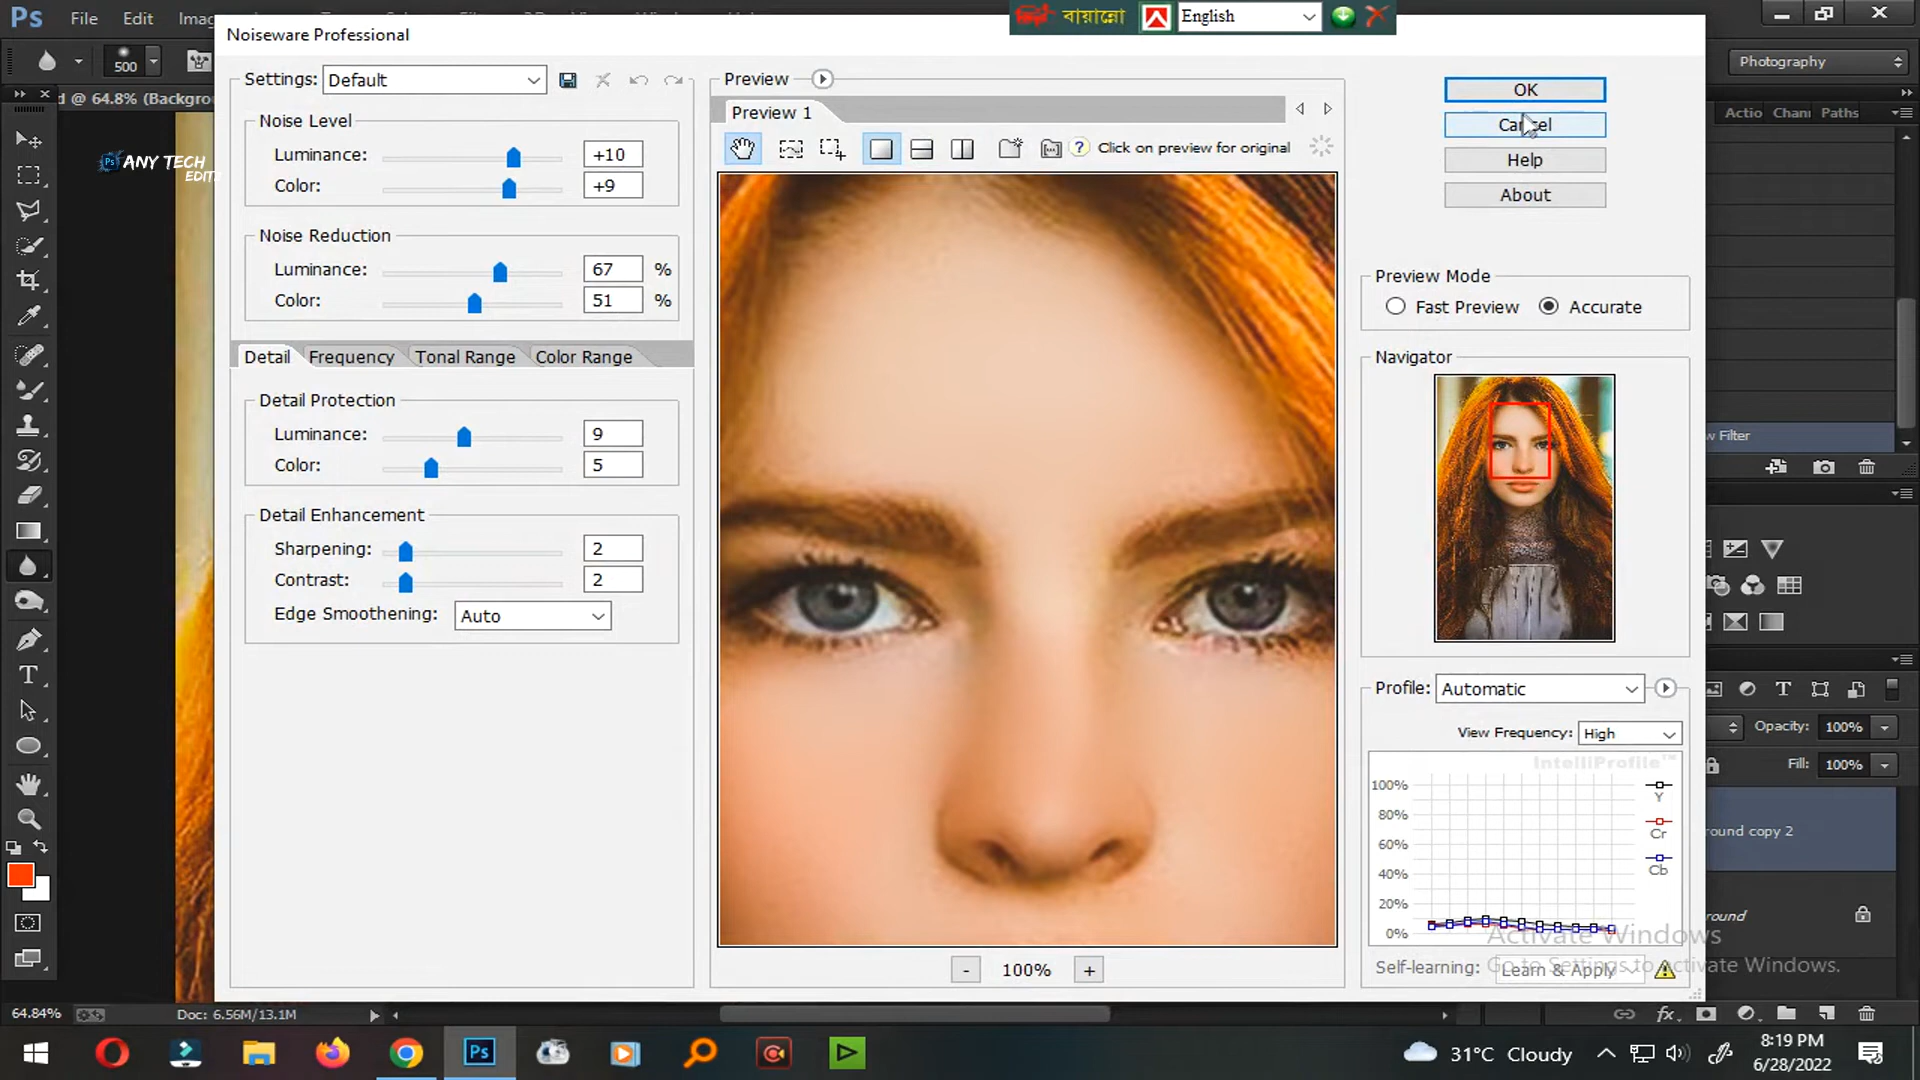 Ps File Edit Imag
বায়ান্নো English
Noiseware Professional
500
Photography
d @ 64.8% (Backgro
Settings: Default
Preview
OK
Actio Chan Paths
Preview 1
Cancel
Noise Level
Luminance: +10
Click on preview for original
Help
ANY TECH
EDITZ
Color: +9
About
Noise Reduction
Luminance: 67 %
Color: 51 %
Preview Mode
Fast Preview Accurate
Detail Frequency Tonal Range Color Range
Navigator
Detail Protection
Luminance: 9
Color: 5
w Filter
Detail Enhancement
Sharpening: 2
Contrast: 2
Edge Smoothening: Auto
Profile: Automatic
View Frequency: High
Opacity: 100%
IntelliProfile™
Fill: 100%
100%
80%
60%
40%
20%
0%
Y
Cr
Cb
round copy 2
round
Activate Windows
Go to Settings to activate Windows.
Self-learning: Learn & Apply
- 100% +
64.84% Doc: 6.56M/13.1M
fx
Ps
31°C Cloudy
8:19 PM
6/28/2022